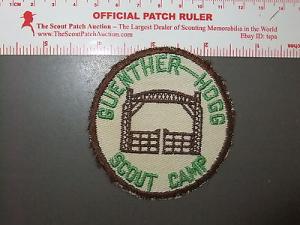 OFFICIAL PATCH RULER
The Scout Patch Auction – The Largest Dealer of Scouting Memorabilia in the World
www.TheScoutPatchAuction.com
Ebay ID: tspa
GUENTHER-HOGG
SCOUT CAMP